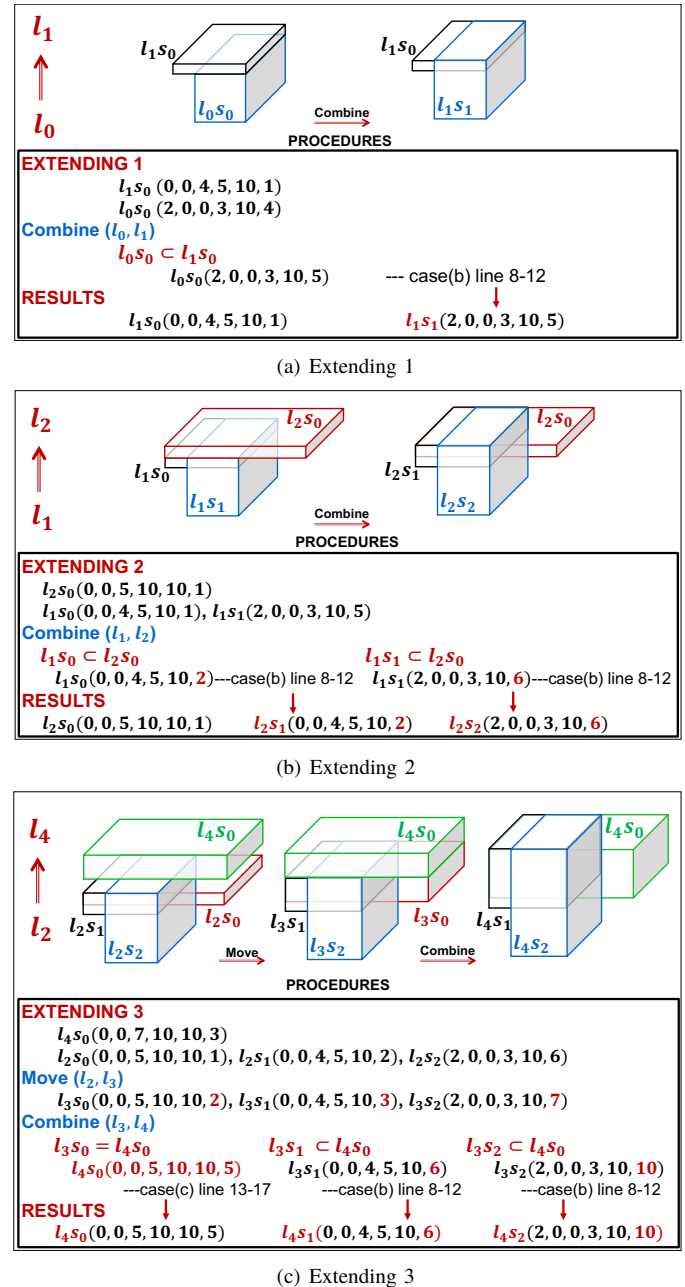 l₁
l₀
l₁s₀
l₀s₀
Combine
l₁s₀
l₁s₁
PROCEDURES
EXTENDING 1
l₁s₀ (0, 0, 4, 5, 10, 1)
l₀s₀ (2, 0, 0, 3, 10, 4)
Combine (l₀, l₁)
l₀s₀ ⊂ l₁s₀
l₀s₀(2, 0, 0, 3, 10, 5) --- case(b) line 8-12
RESULTS
l₁s₀(0, 0, 4, 5, 10, 1) l₁s₁(2, 0, 0, 3, 10, 5)
(a) Extending 1
l₂
l₁
l₂s₀
l₁s₀
l₁s₁
Combine
l₂s₀
l₂s₁
l₂s₂
PROCEDURES
EXTENDING 2
l₂s₀(0, 0, 5, 10, 10, 1)
l₁s₀(0, 0, 4, 5, 10, 1), l₁s₁(2, 0, 0, 3, 10, 5)
Combine (l₁, l₂)
l₁s₀ ⊂ l₂s₀ l₁s₁ ⊂ l₂s₀
l₁s₀(0, 0, 4, 5, 10, 2)---case(b) line 8-12 l₁s₁(2, 0, 0, 3, 10, 6)---case(b) line 8-12
RESULTS
l₂s₀(0, 0, 5, 10, 10, 1) l₂s₁(0, 0, 4, 5, 10, 2) l₂s₂(2, 0, 0, 3, 10, 6)
(b) Extending 2
l₄
l₂
l₄s₀
l₂s₁
l₂s₂
l₂s₀
Move
l₄s₀
l₃s₁
l₃s₂
l₃s₀
Combine
l₄s₀
l₄s₁
l₄s₂
PROCEDURES
EXTENDING 3
l₄s₀(0, 0, 7, 10, 10, 3)
l₂s₀(0, 0, 5, 10, 10, 1), l₂s₁(0, 0, 4, 5, 10, 2), l₂s₂(2, 0, 0, 3, 10, 6)
Move (l₂, l₃)
l₃s₀(0, 0, 5, 10, 10, 2), l₃s₁(0, 0, 4, 5, 10, 3), l₃s₂(2, 0, 0, 3, 10, 7)
Combine (l₃, l₄)
l₃s₀ = l₄s₀ l₃s₁ ⊂ l₄s₀ l₃s₂ ⊂ l₄s₀
l₄s₀(0, 0, 5, 10, 10, 5) l₃s₁(0, 0, 4, 5, 10, 6) l₃s₂(2, 0, 0, 3, 10, 10)
---case(c) line 13-17 ---case(b) line 8-12 ---case(b) line 8-12
RESULTS
l₄s₀(0, 0, 5, 10, 10, 5) l₄s₁(0, 0, 4, 5, 10, 6) l₄s₂(2, 0, 0, 3, 10, 10)
(c) Extending 3